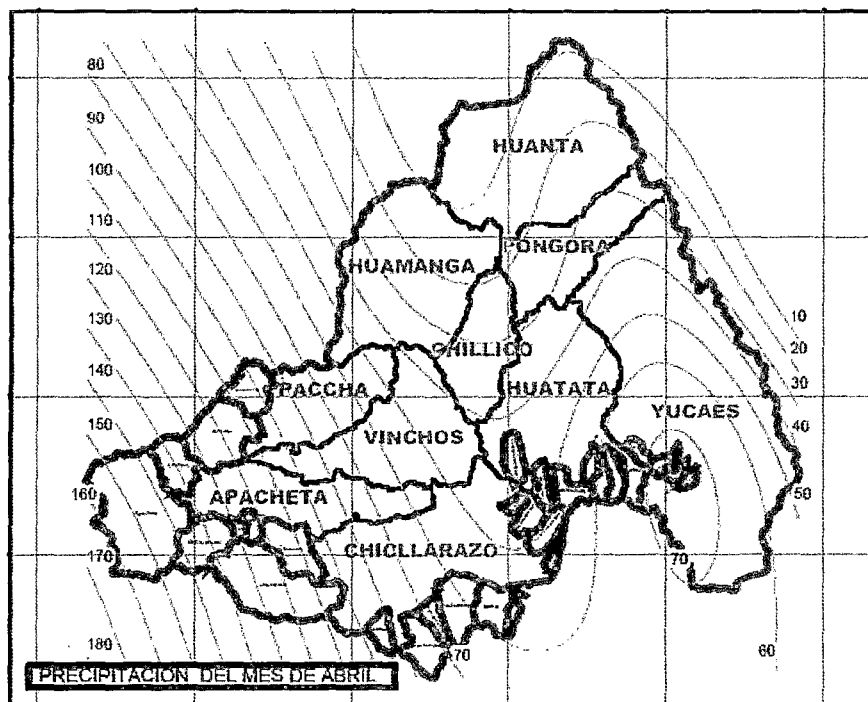 80
90
HUANTA
100
110
PONGORA
HUAMANGA
120
130
10
CHILLICO
20
140
PACCHA
HUATATA
30
YUCAES
150
VINCHOS
40
160
APACHETA
50
CHICLLARAZO
170
70
180
70
60
PRECIPITACION DEL MES DE ABRIL